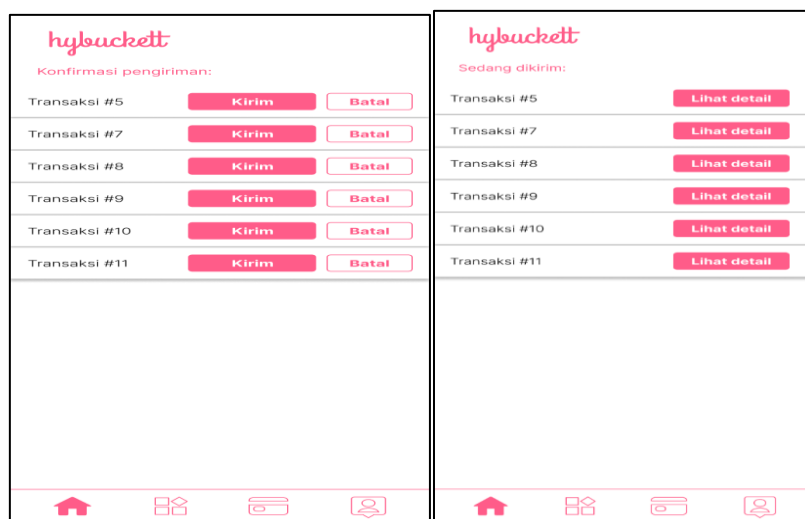 hybuckett
Konfirmasi pengiriman:
Transaksi #5 Kirim Batal
Transaksi #7 Kirim Batal
Transaksi #8 Kirim Batal
Transaksi #9 Kirim Batal
Transaksi #10 Kirim Batal
Transaksi #11 Kirim Batal
hybuckett
Sedang dikirim:
Transaksi #5 Lihat detail
Transaksi #7 Lihat detail
Transaksi #8 Lihat detail
Transaksi #9 Lihat detail
Transaksi #10 Lihat detail
Transaksi #11 Lihat detail